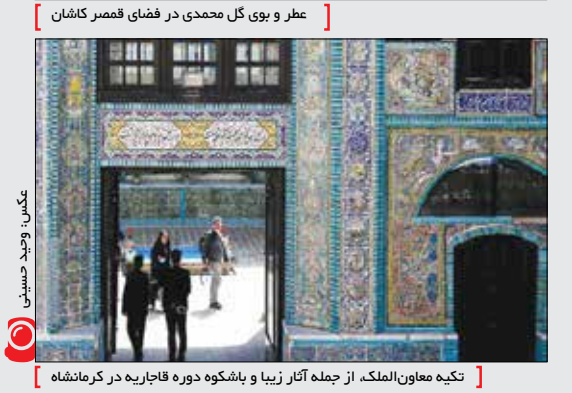 عطر و بوی گل محمدی در فضای قمصر کاشان
عکس: وحید حسینی
تکیه معاون‌الملک، از جمله آثار زیبا و باشکوه دوره قاجاریه در کرمانشاه